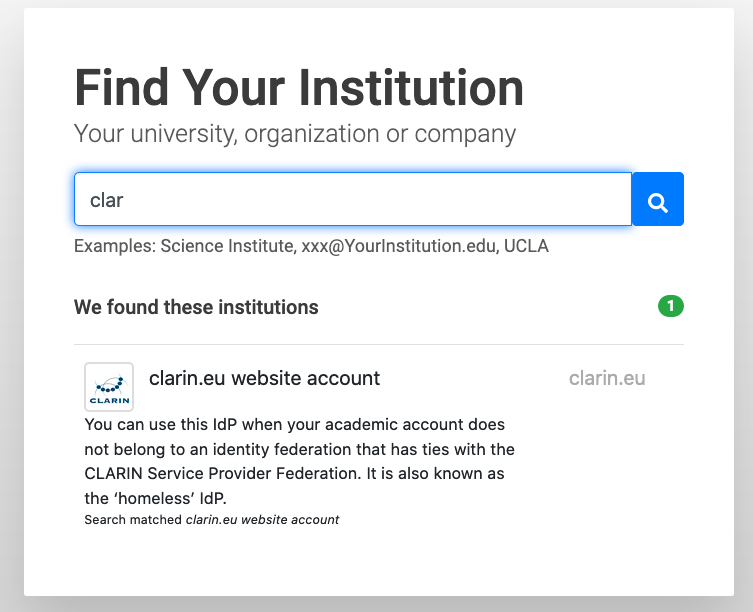 Find Your Institution
Your university, organization or company
clar
Examples: Science Institute, xxx@YourInstitution.edu, UCLA
We found these institutions 1
CLARIN
clarin.eu website account clarin.eu
You can use this IdP when your academic account does
not belong to an identity federation that has ties with the
CLARIN Service Provider Federation. It is also known as
the ‘homeless’ IdP.
Search matched clarin.eu website account